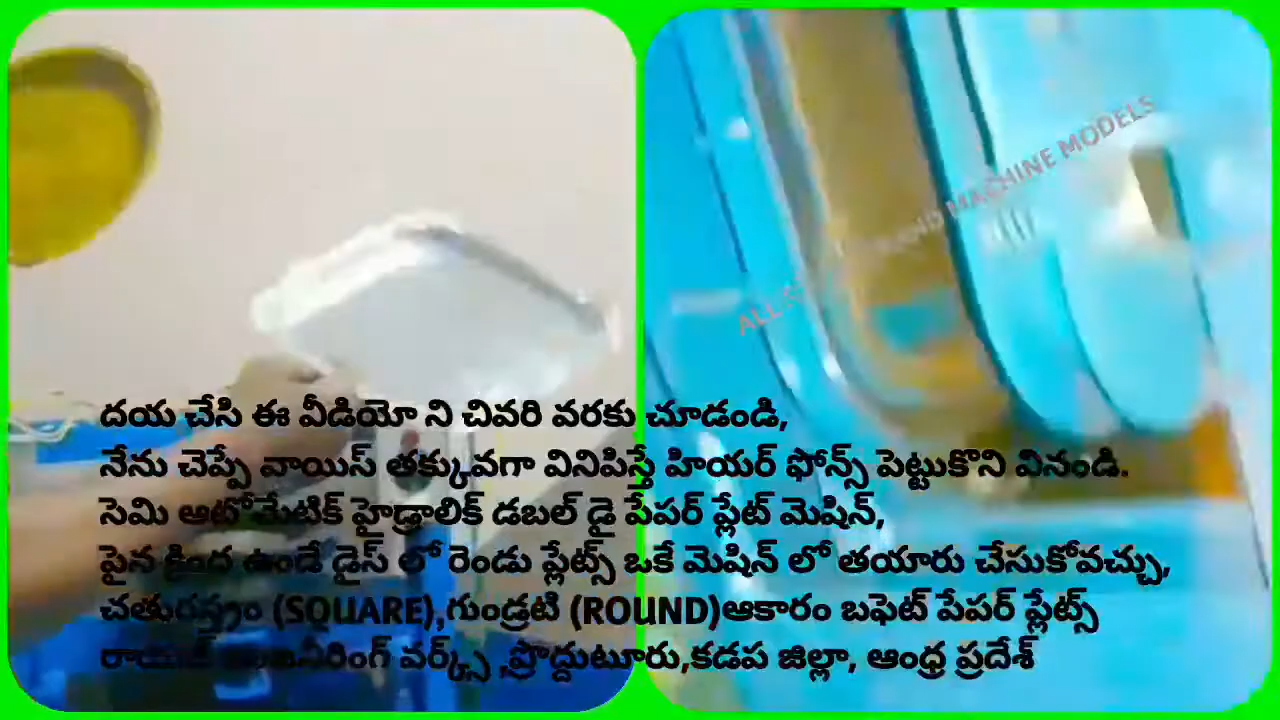 ALL MACHINE MODELS
దయ చేసి ఈ వీడియో ని చివరి వరకు చూడండి,
నేను చెప్పే వాయిస్ తక్కువగా వినిపిస్తే హియర్ ఫోన్స్ పెట్టుకొని వినండి.
సెమి ఆటోమేటిక్ హైడ్రాలిక్ డబల్ డై పేపర్ ప్లేట్ మెషిన్,
పైన క్రింద ఉండే డైస్ లో రెండు ప్లేట్స్ ఒకే మెషిన్ లో తయారు చేసుకోవచ్చు,
చతురస్త్రం (SQUARE),గుండ్రటి (ROUND)ఆకారం బఫెట్ పేపర్ ప్లేట్స్
వర్క్స్ ,ప్రొద్దుటూరు,కడప జిల్లా, ఆంధ్ర ప్రదేశ్